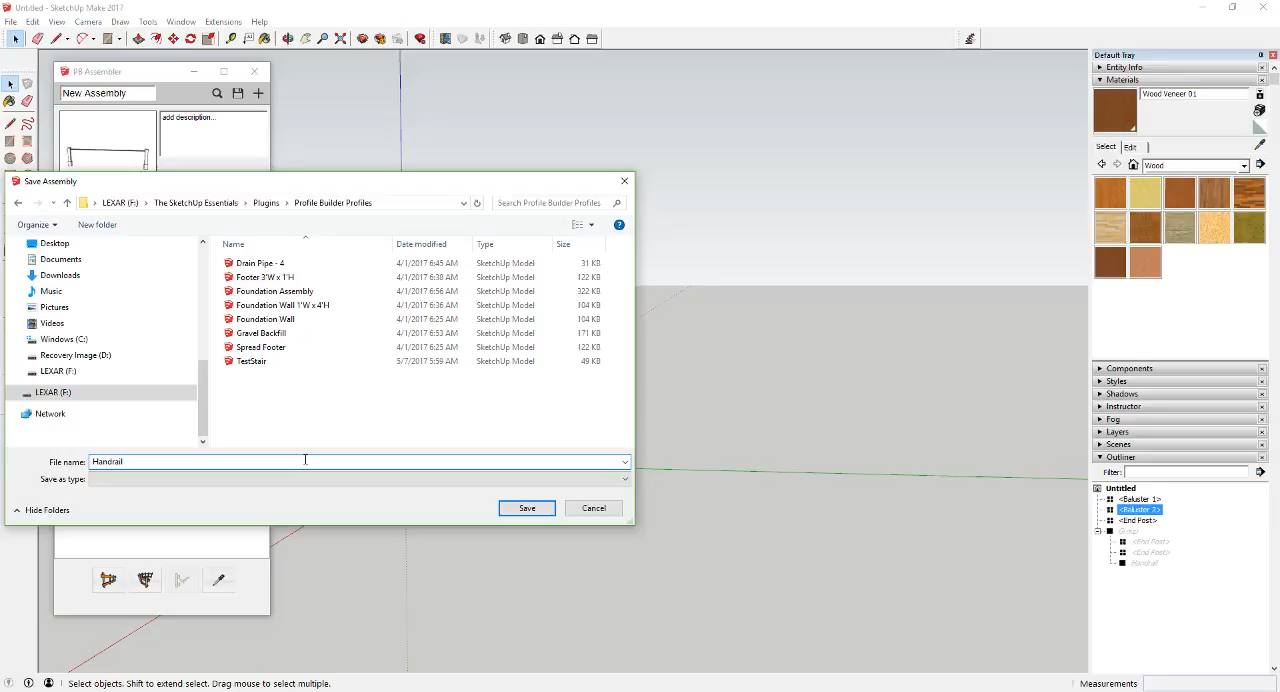 Untitled - SketchUp Make 2017
File Edit View Camera Draw Tools Window Extensions Help
PB Assembler
New Assembly
add description...
Save Assembly
LEXAR (F:) > The SketchUp Essentials > Plugins > Profile Builder Profiles
Search Profile Builder Profiles
Organize New folder
Name Date modified Type Size
Desktop
Documents
Downloads
Music
Pictures
Videos
Windows (C:)
Recovery Image (D:)
LEXAR (F:)
LEXAR (F:)
Network
Drain Pipe - 4 4/1/2017 6:45 AM SketchUp Model 31 KB
Footer 3'W x 1'H 4/1/2017 6:38 AM SketchUp Model 122 KB
Foundation Assembly 4/1/2017 6:56 AM SketchUp Model 322 KB
Foundation Wall 1'W x 4'H 4/1/2017 6:36 AM SketchUp Model 104 KB
Foundation Wall 4/1/2017 6:25 AM SketchUp Model 104 KB
Gravel Backfill 4/1/2017 6:53 AM SketchUp Model 171 KB
Spread Footer 4/1/2017 6:25 AM SketchUp Model 122 KB
TestStair 5/7/2017 5:59 AM SketchUp Model 49 KB
File name: Handrail
Save as type:
Hide Folders
Save Cancel
Default Tray
Entity Info
Materials
Wood Veneer 01
Select Edit
Wood
Components
Styles
Shadows
Instructor
Fog
Layers
Scenes
Outliner
Filter:
Untitled
<Baluster 1>
<Baluster 2>
<End Post>
Group
<End Post>
<End Post>
Handrail
Select objects. Shift to extend select. Drag mouse to select multiple.
Measurements